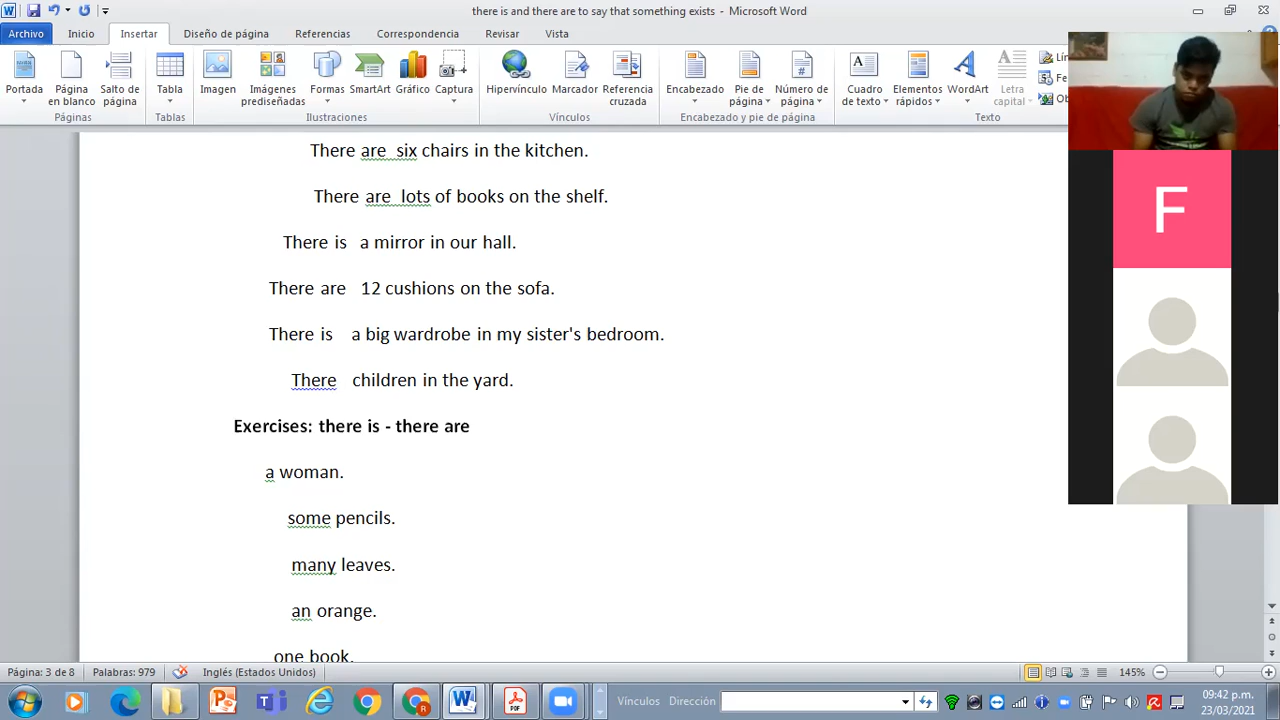 there is and there are to say that something exists - Microsoft Word
Archivo Inicio Insertar Diseño de página Referencias Correspondencia Revisar Vista
Portada Página en blanco Salto de página Tabla Imagen Imágenes prediseñadas Formas SmartArt Gráfico Captura Hipervínculo Marcador Referencia cruzada Encabezado Pie de página Número de página Cuadro de texto Elementos rápidos WordArt Letra capital
Páginas Tablas Ilustraciones Vínculos Encabezado y pie de página Texto
There are six chairs in the kitchen.
There are lots of books on the shelf.
There is a mirror in our hall.
There are 12 cushions on the sofa.
There is a big wardrobe in my sister's bedroom.
There children in the yard.
Exercises: there is - there are
a woman.
some pencils.
many leaves.
an orange.
one book.
F
Página: 3 de 8 Palabras: 979 Inglés (Estados Unidos) 145%
Vínculos Dirección 09:42 p.m.
23/03/2021